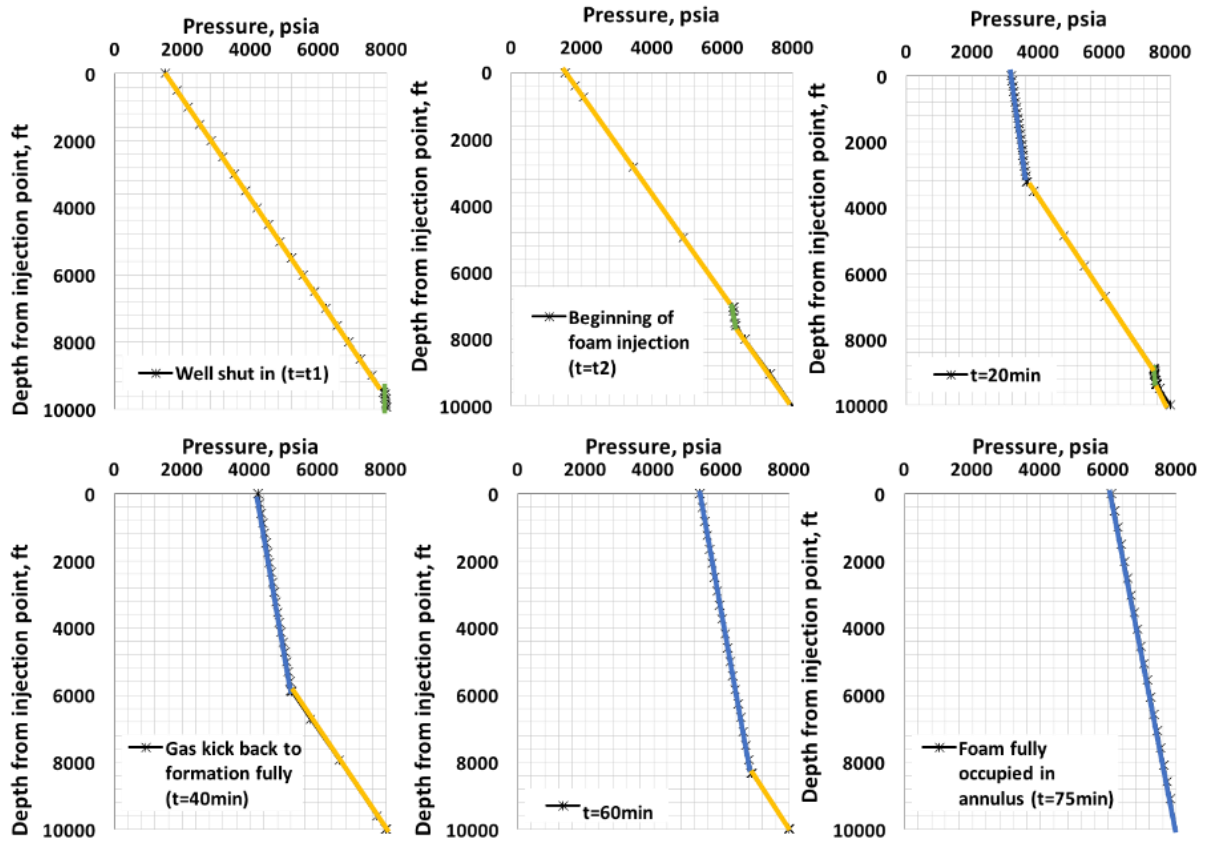 Pressure, psia
0 2000 4000 6000 8000
Depth from injection point, ft
0
2000
4000
6000
8000
10000
Well shut in (t=t1)
Pressure, psia
0 2000 4000 6000 8000
Depth from injection point, ft
0
2000
4000
6000
8000
10000
Beginning of
foam injection
(t=t2)
Pressure, psia
0 2000 4000 6000 8000
Depth from injection point, ft
0
2000
4000
6000
8000
10000
t=20min
Pressure, psia
0 2000 4000 6000 8000
Depth from injection point, ft
0
2000
4000
6000
8000
10000
Gas kick back to
formation fully
(t=40min)
Pressure, psia
0 2000 4000 6000 8000
Depth from injection point, ft
0
2000
4000
6000
8000
10000
t=60min
Pressure, psia
0 2000 4000 6000 8000
Depth from injection point, ft
0
2000
4000
6000
8000
10000
Foam fully
occupied in
annulus (t=75min)